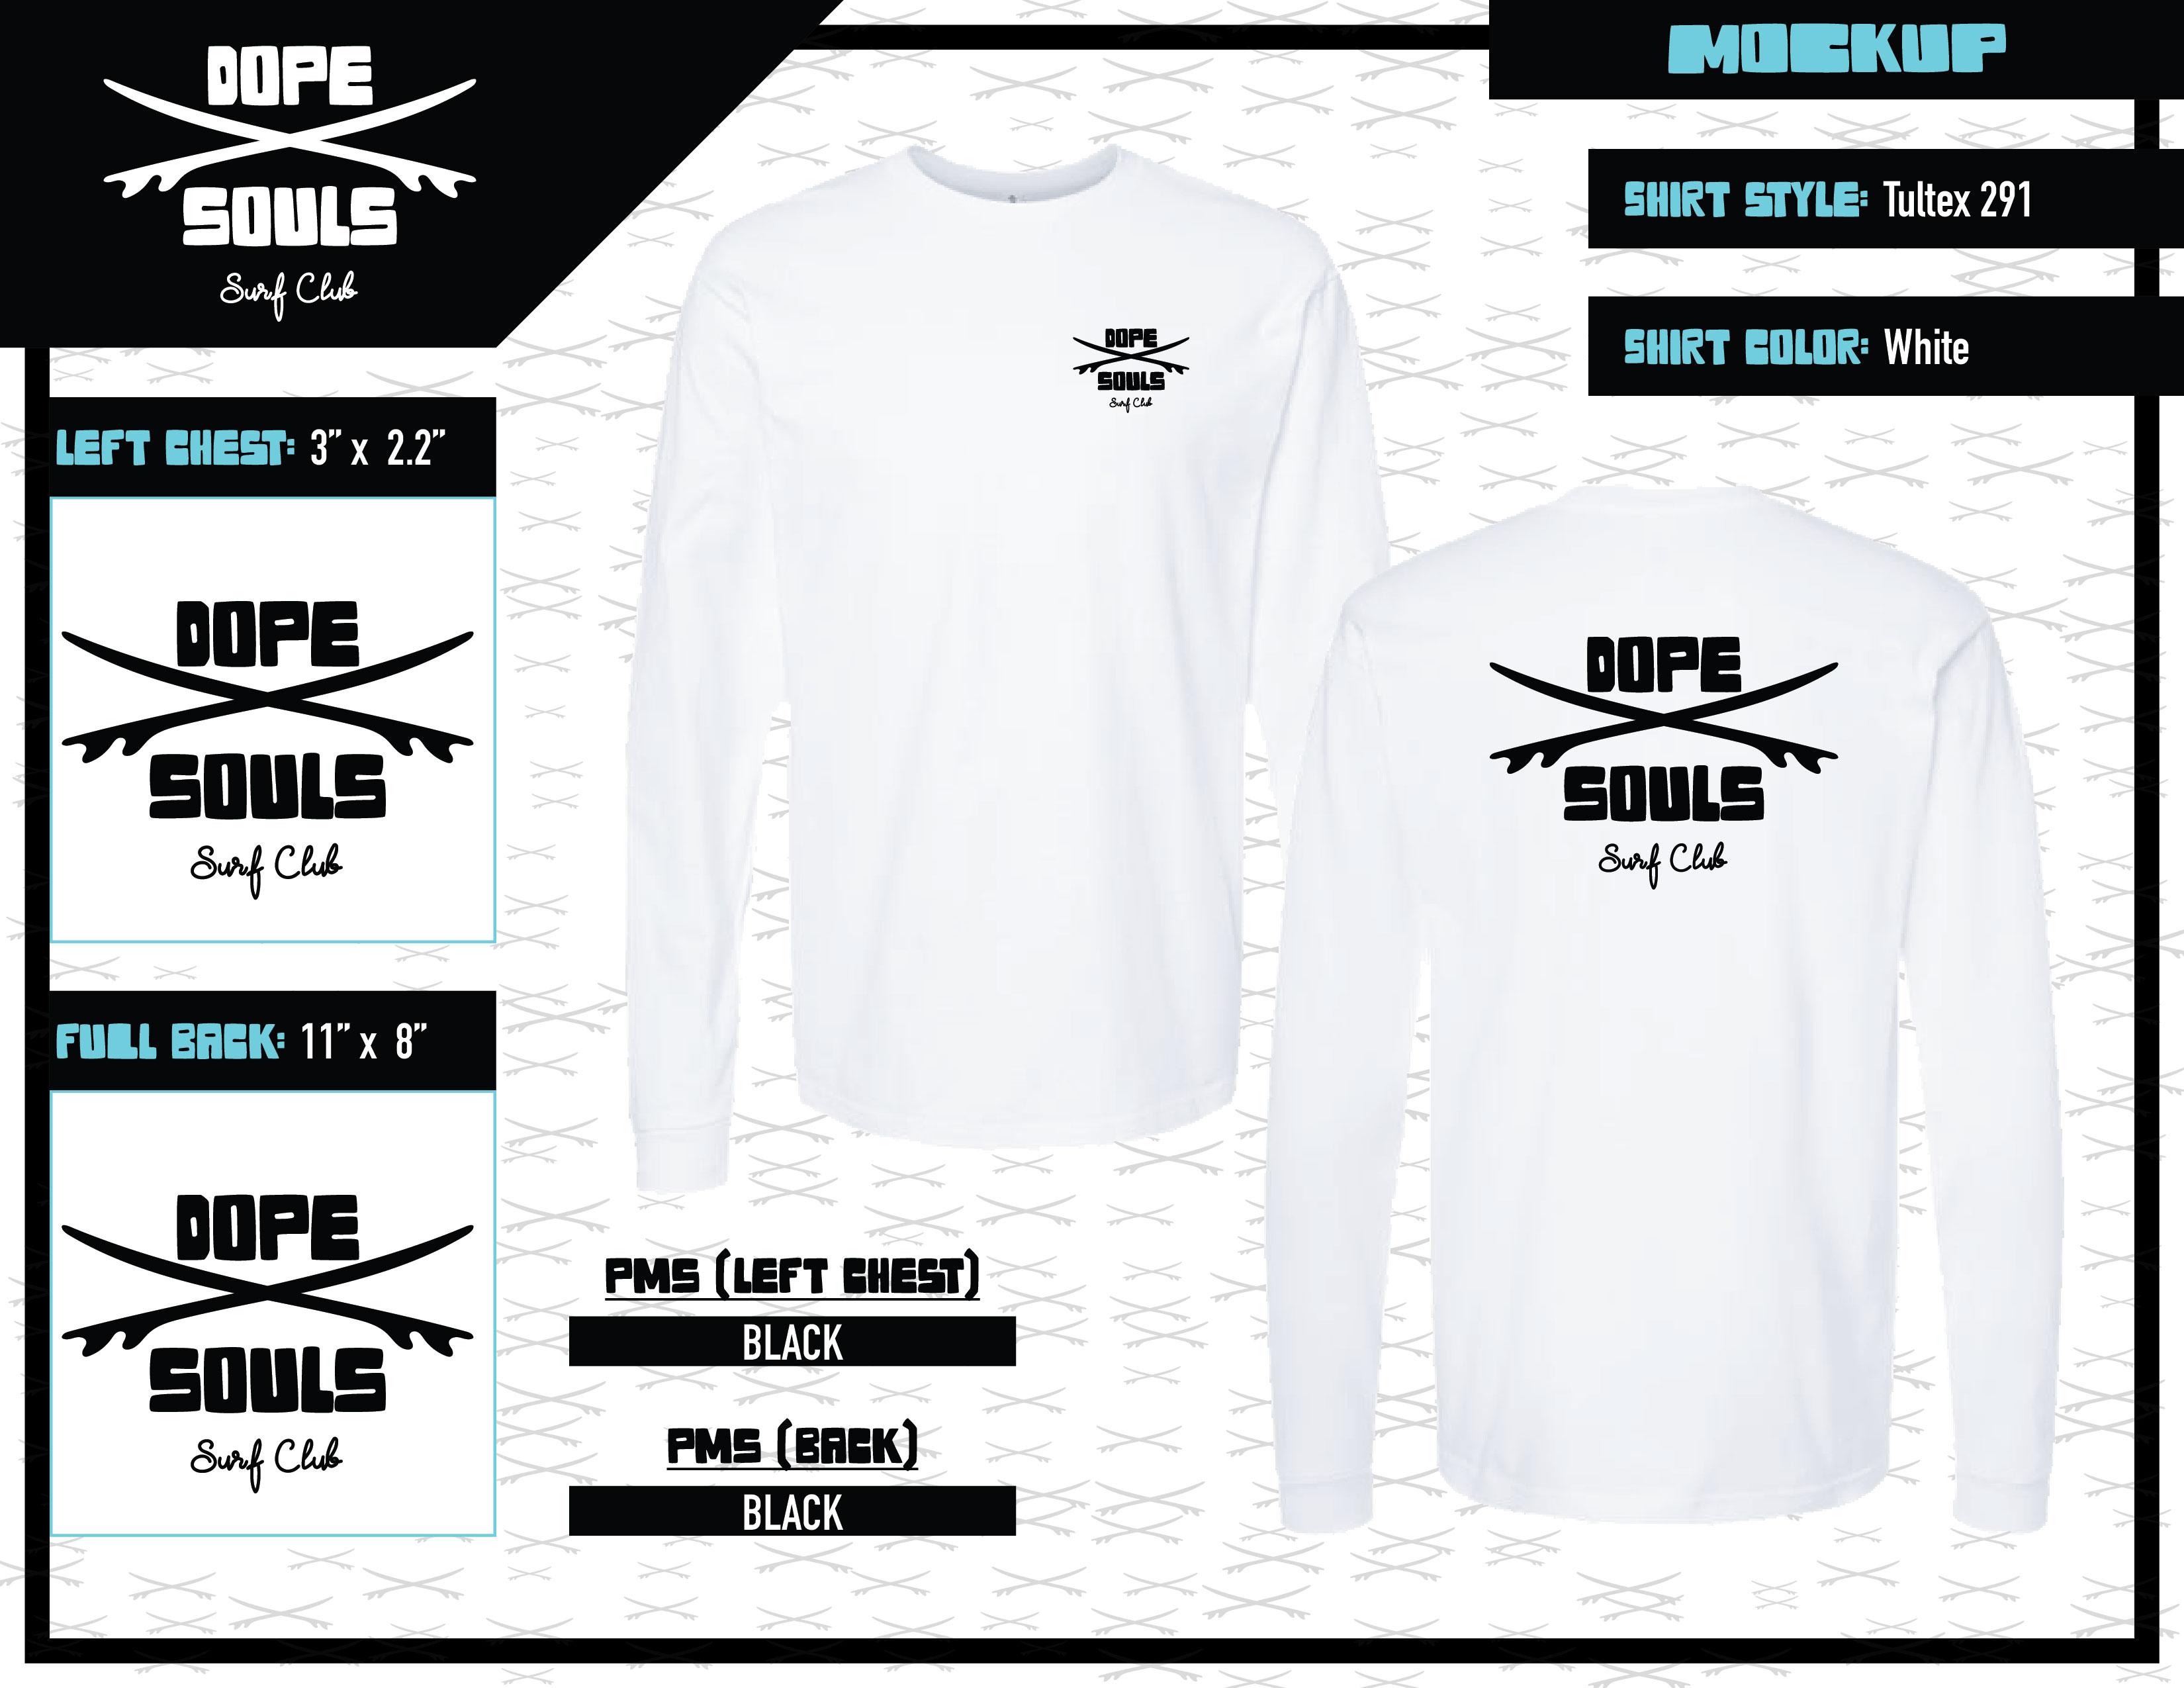 DOPE
SOULS
Surf Club
MOCKUP
SHIRT STYLE: Tultex 291
SHIRT COLOR: White
LEFT CHEST: 3” x 2.2”
DOPE
SOULS
Surf Club
FULL BACK: 11” x 8”
DOPE
SOULS
Surf Club
DOPE
SOULS
Surf Club
DOPE
SOULS
Surf Club
PMS (LEFT CHEST)
BLACK
PMS (BACK)
BLACK